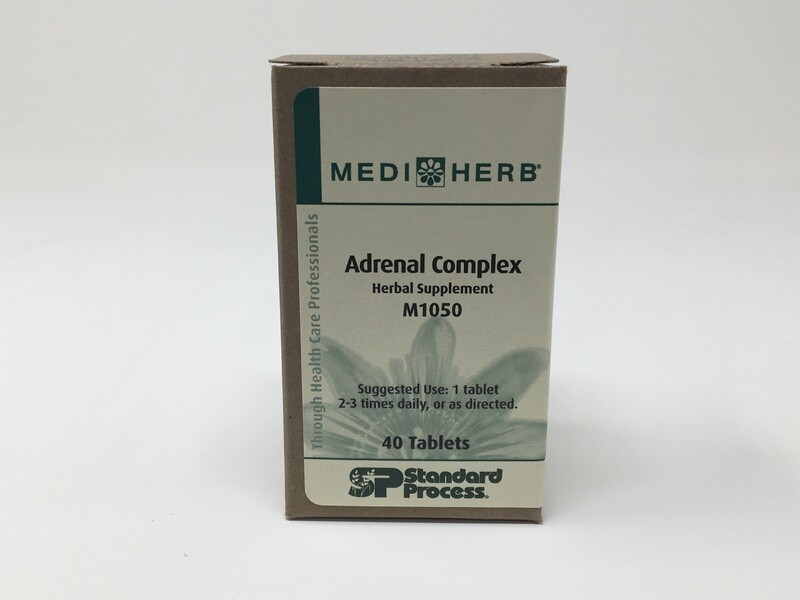 MEDI HERB®
Through Health Care Professionals
Adrenal Complex
Herbal Supplement
M1050
Suggested Use: 1 tablet
2-3 times daily, or as directed.
40 Tablets
SP Standard
Process®